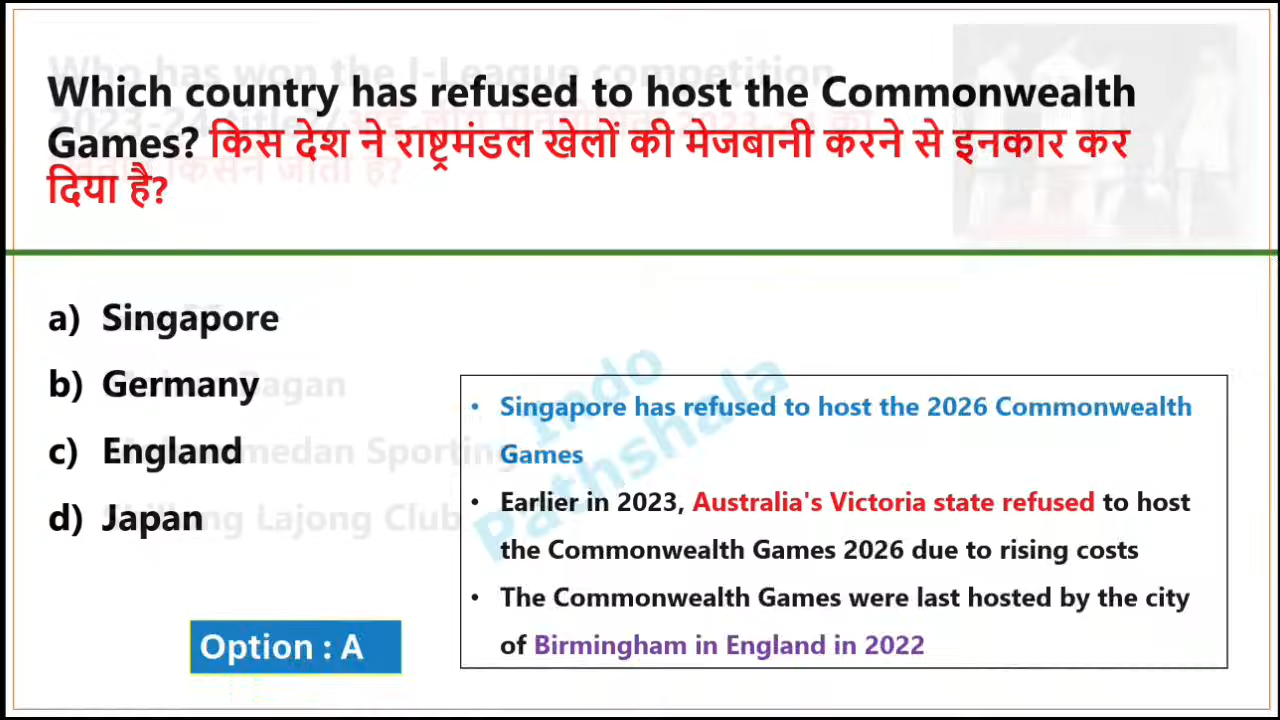 Which country has refused to host the Commonwealth
Games? किस देश ने राष्ट्रमंडल खेलों की मेजबानी करने से इनकार कर
दिया है?
a) Singapore
b) Germany
c) England
d) Japan
• Singapore has refused to host the 2026 Commonwealth
Games
• Earlier in 2023, Australia's Victoria state refused to host
the Commonwealth Games 2026 due to rising costs
• The Commonwealth Games were last hosted by the city
of Birmingham in England in 2022
Indo
Pathshala
Option : A